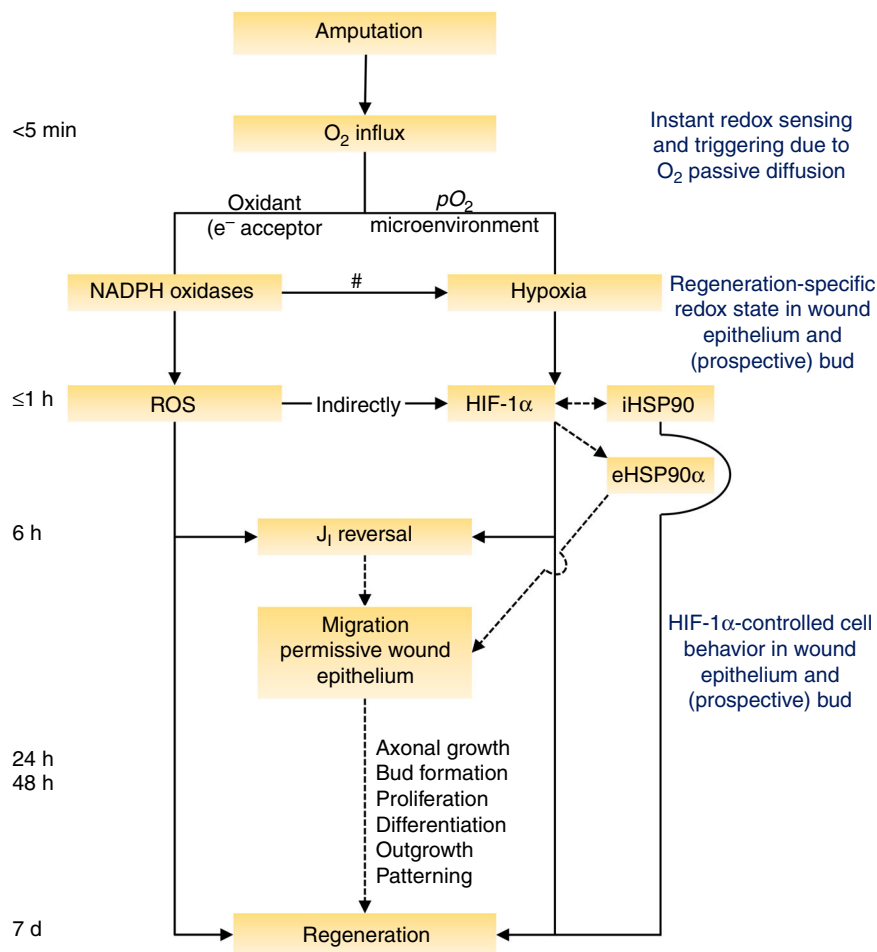 Amputation
<5 min
O₂ influx
Instant redox sensing
and triggering due to
O₂ passive diffusion
Oxidant
(e⁻ acceptor
pO₂
microenvironment
NADPH oxidases
#
Hypoxia
Regeneration-specific
redox state in wound
epithelium and
(prospective) bud
≤1 h
ROS
Indirectly
HIF-1α
iHSP90
eHSP90α
6 h
J_I reversal
Migration
permissive wound
epithelium
HIF-1α-controlled cell
behavior in wound
epithelium and
(prospective) bud
24 h
48 h
Axonal growth
Bud formation
Proliferation
Differentiation
Outgrowth
Patterning
7 d
Regeneration